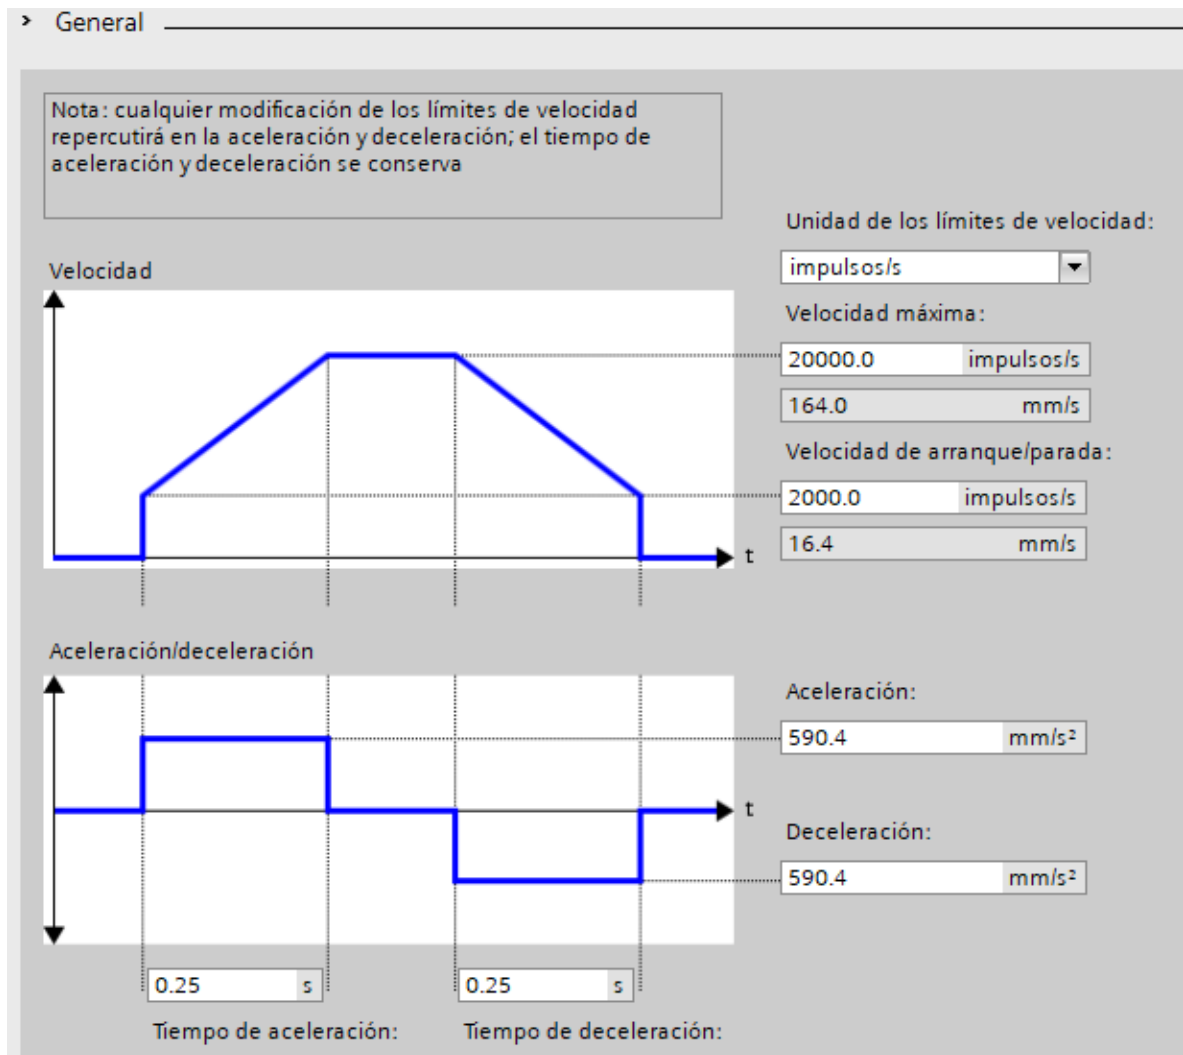 General
Nota: cualquier modificación de los límites de velocidad
repercutirá en la aceleración y deceleración; el tiempo de
aceleración y deceleración se conserva
Unidad de los límites de velocidad:
impulsos/s
Velocidad
Velocidad máxima:
20000.0 impulsos/s
164.0 mm/s
Velocidad de arranque/parada:
2000.0 impulsos/s
16.4 mm/s
t
Aceleración/deceleración
Aceleración:
590.4 mm/s²
t
Deceleración:
590.4 mm/s²
0.25 s
0.25 s
Tiempo de aceleración:
Tiempo de deceleración: